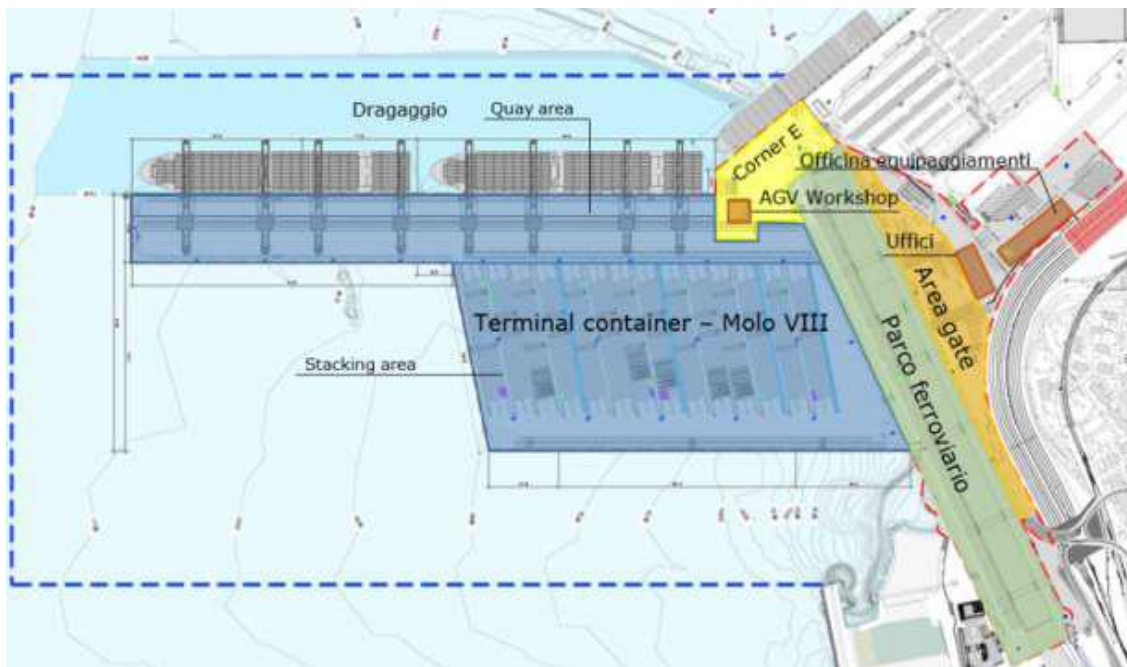 Dragaggio
Quay area
Corner E
Officina equipaggiamenti
AGV Workshop
Uffici
Area gate
Terminal container – Molo VIII
Parco ferroviario
Stacking area